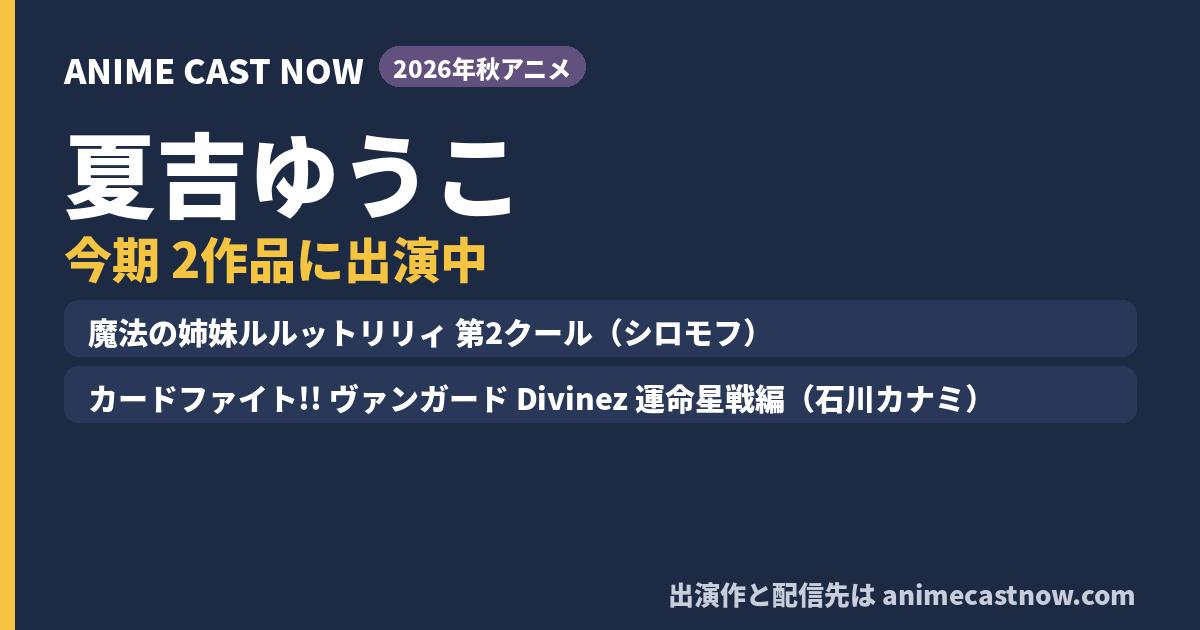 ANIME CAST NOW 2026年秋アニメ
夏吉ゆうこ
今期 2作品に出演中
魔法の姉妹ルルットリリィ 第2クール（シロモフ）
カードファイト!! ヴァンガード Divinez 運命星戦編（石川カナミ）
出演作と配信先は animecastnow.com